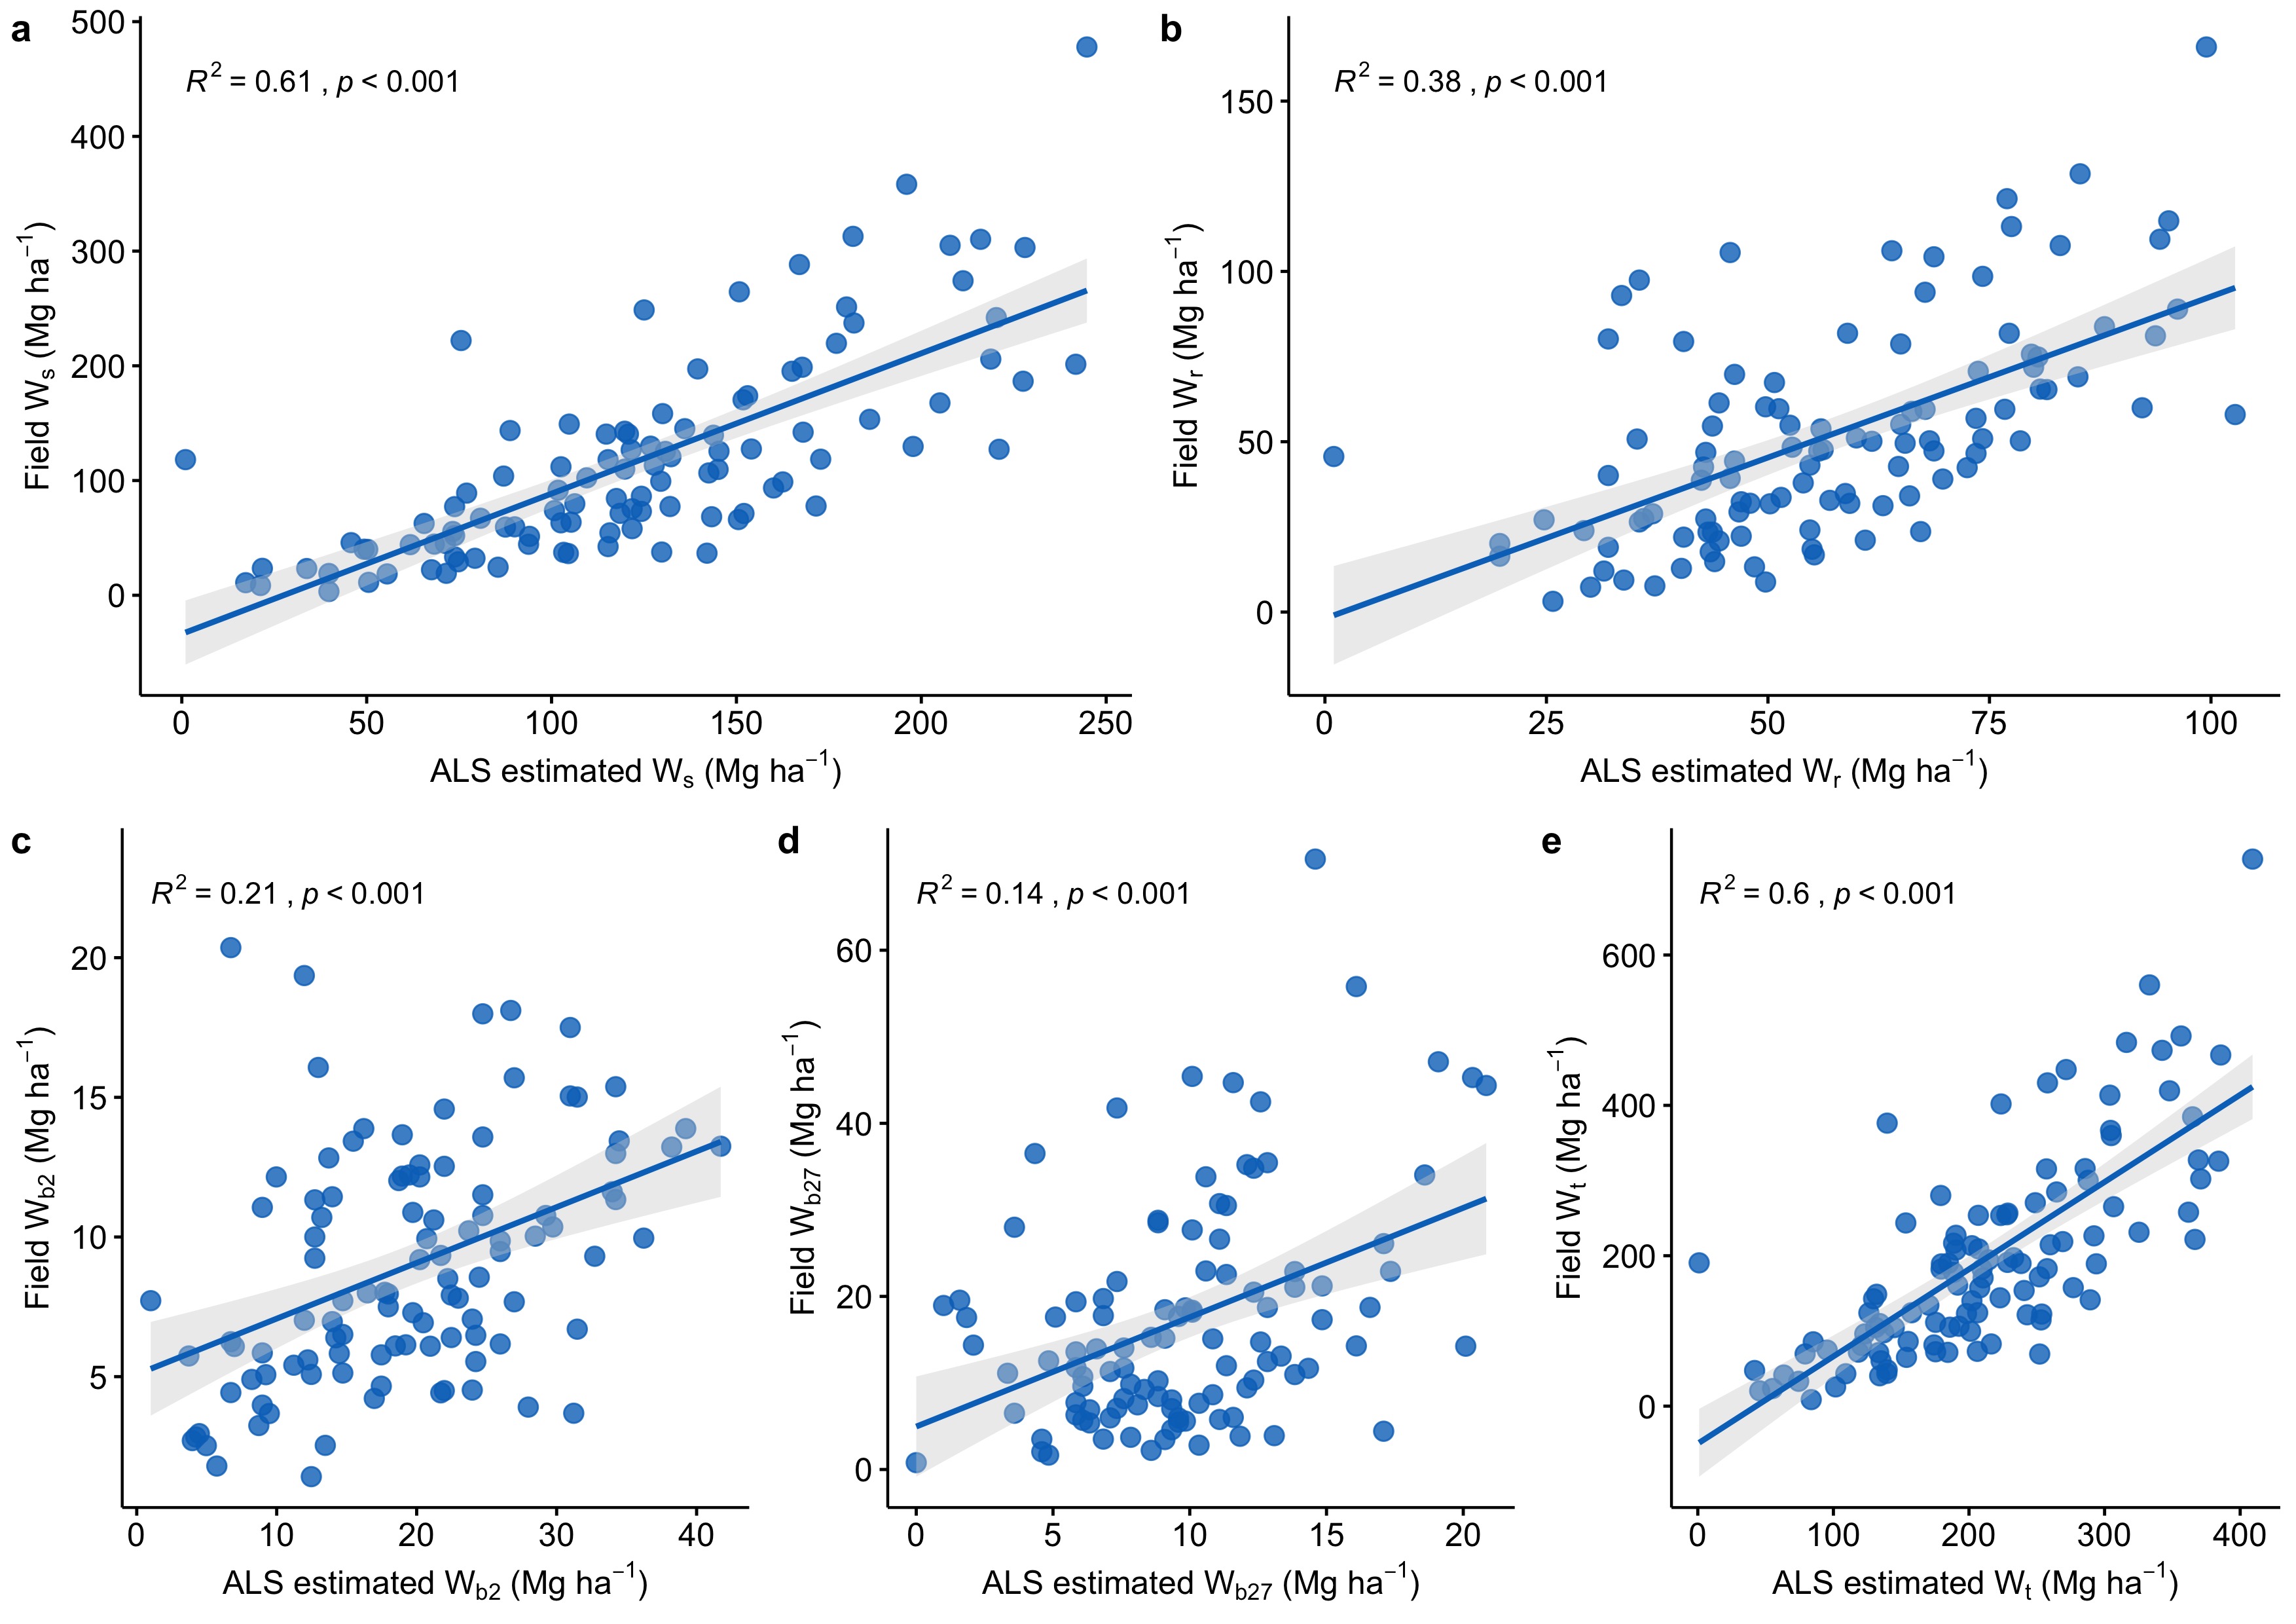 a
R² = 0.61 , p < 0.001
500
400
300
200
100
0
Field Wₛ (Mg ha⁻¹)
0 50 100 150 200 250
ALS estimated Wₛ (Mg ha⁻¹)
b
R² = 0.38 , p < 0.001
150
100
50
0
Field Wᵣ (Mg ha⁻¹)
0 25 50 75 100
ALS estimated Wᵣ (Mg ha⁻¹)
c
R² = 0.21 , p < 0.001
20
15
10
5
Field W_b2 (Mg ha⁻¹)
0 10 20 30 40
ALS estimated W_b2 (Mg ha⁻¹)
d
R² = 0.14 , p < 0.001
60
40
20
0
Field W_b27 (Mg ha⁻¹)
0 5 10 15 20
ALS estimated W_b27 (Mg ha⁻¹)
e
R² = 0.6 , p < 0.001
600
400
200
0
Field Wₜ (Mg ha⁻¹)
0 100 200 300 400
ALS estimated Wₜ (Mg ha⁻¹)